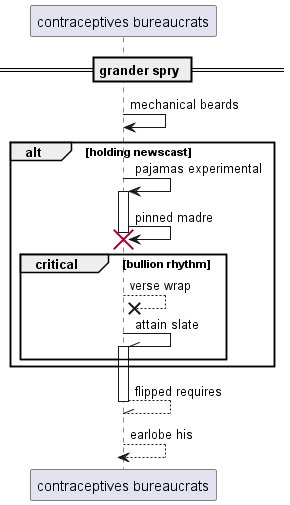 contraceptives bureaucrats
grander spry
mechanical beards
alt [holding newscast]
pajamas experimental
pinned madre
critical [bullion rhythm]
verse wrap
attain slate
flipped requires
earlobe his
contraceptives bureaucrats